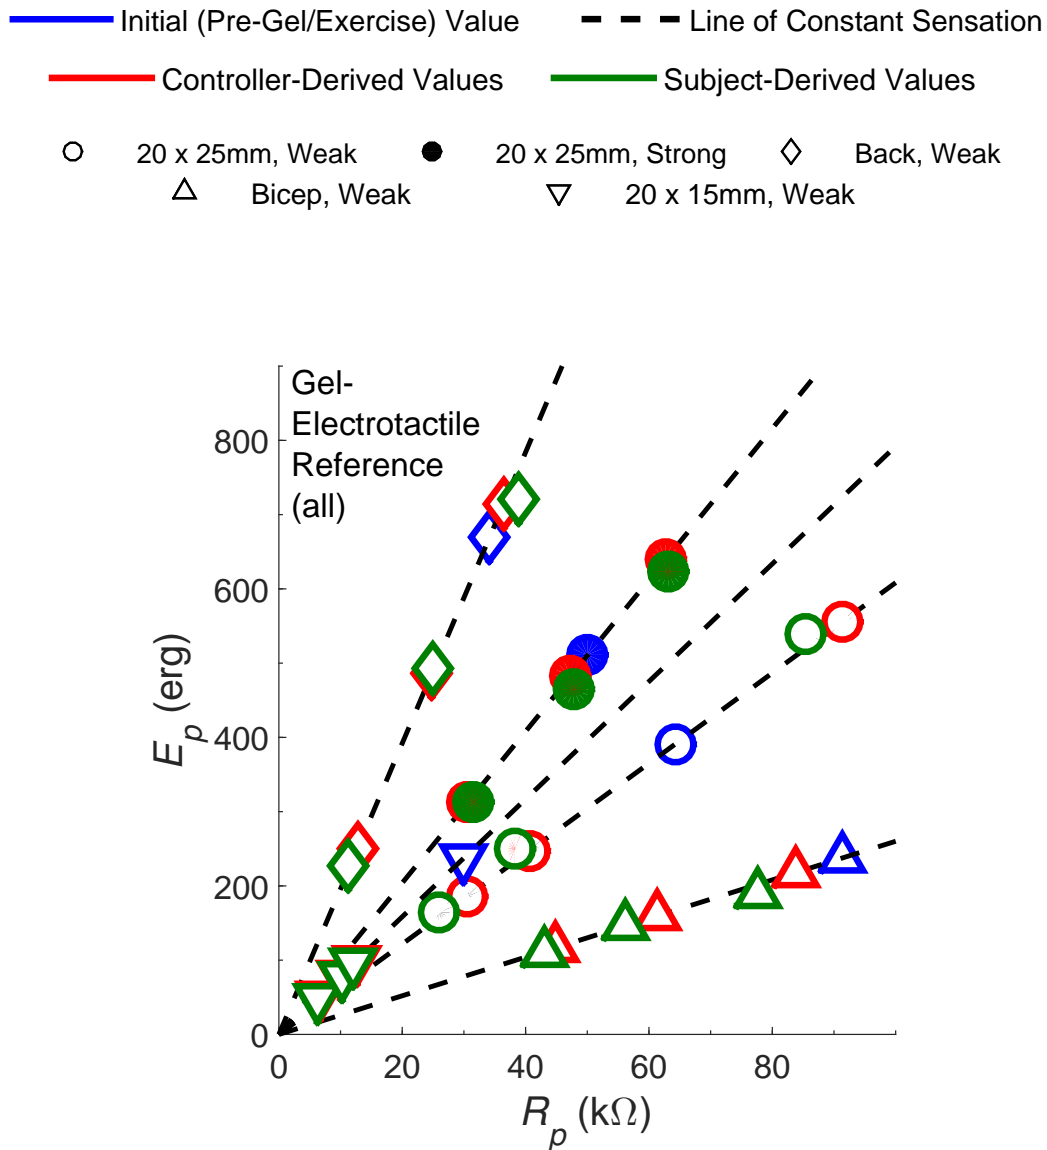 Initial (Pre-Gel/Exercise) Value Line of Constant Sensation
Controller-Derived Values Subject-Derived Values
20 x 25mm, Weak 20 x 25mm, Strong Back, Weak
Bicep, Weak 20 x 15mm, Weak
Gel-
Electrotactile
Reference
(all)
800
600
400
200
0
E_p (erg)
0 20 40 60 80
R_p (kΩ)